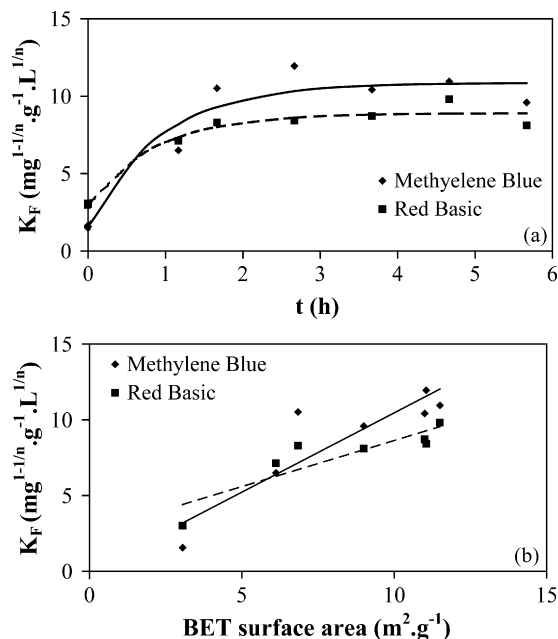 15
10
5
0
K_F (mg^1-1/n.g^-1.L^1/n)
Methyelene Blue
Red Basic
(a)
0 1 2 3 4 5 6
t (h)
15
10
5
0
K_F (mg^1-1/n.g^-1.L^1/n)
Methylene Blue
Red Basic
(b)
0 5 10 15
BET surface area (m^2.g^-1)